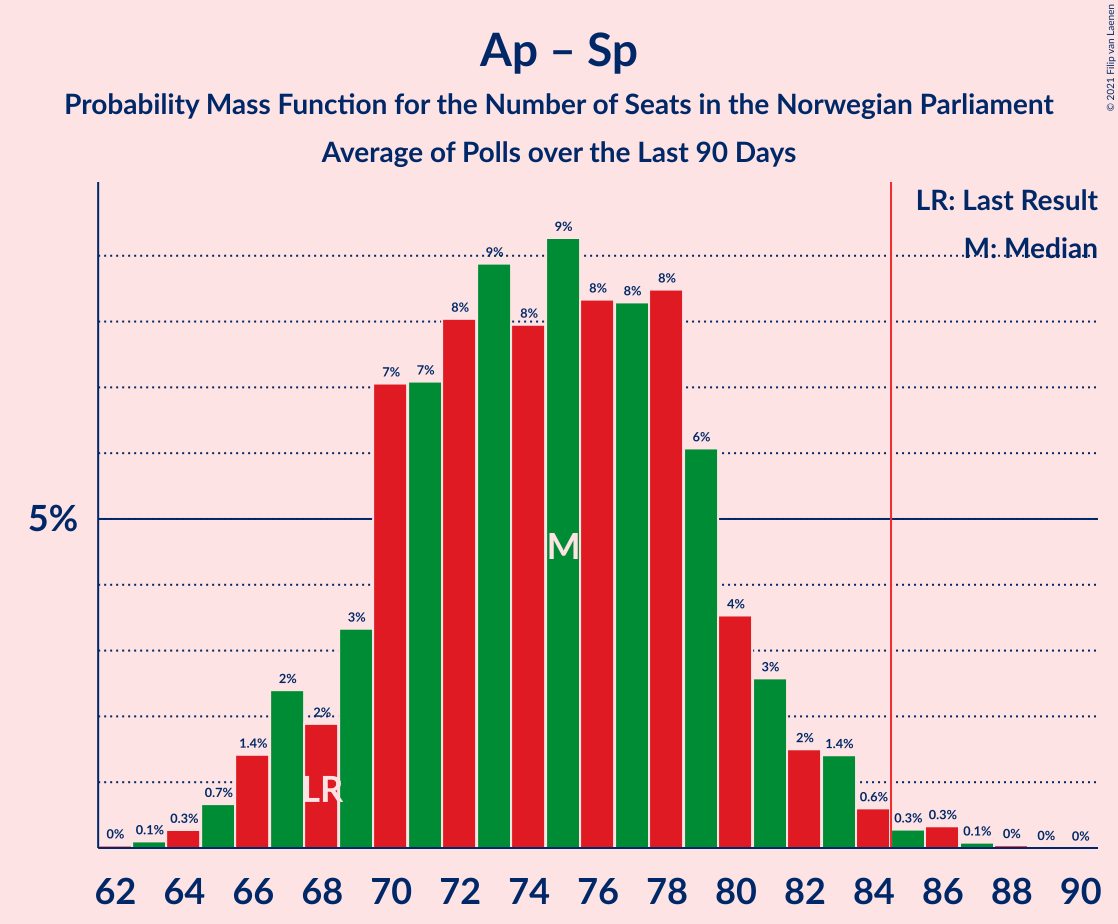 Ap – Sp
Probability Mass Function for the Number of Seats in the Norwegian Parliament
Average of Polls over the Last 90 Days
© 2021 Filip van Laenen
LR: Last Result
M: Median
5%
0% 0.1% 0.3% 0.7% 1.4% 2% 2% 3% 7% 7% 8% 9% 8% 9% 8% 8% 8% 6% 4% 3% 2% 1.4% 0.6% 0.3% 0.3% 0.1% 0% 0% 0%
M
LR
62 64 66 68 70 72 74 76 78 80 82 84 86 88 90